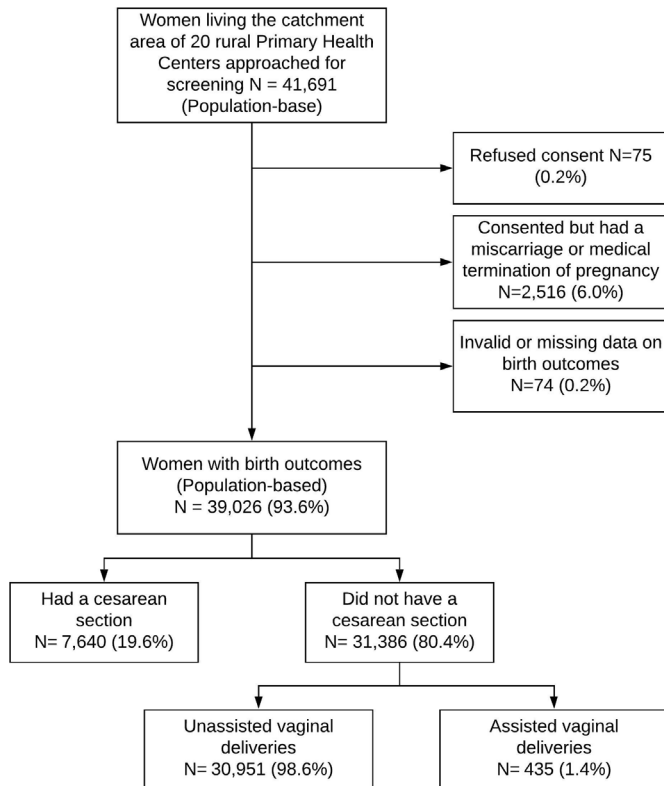 Women living the catchment
area of 20 rural Primary Health
Centers approached for
screening N = 41,691
(Population-base)
Refused consent N=75
(0.2%)
Consented but had a
miscarriage or medical
termination of pregnancy
N=2,516 (6.0%)
Invalid or missing data on
birth outcomes
N=74 (0.2%)
Women with birth outcomes
(Population-based)
N = 39,026 (93.6%)
Had a cesarean
section
N= 7,640 (19.6%)
Did not have a
cesarean section
N= 31,386 (80.4%)
Unassisted vaginal
deliveries
N= 30,951 (98.6%)
Assisted vaginal
deliveries
N= 435 (1.4%)